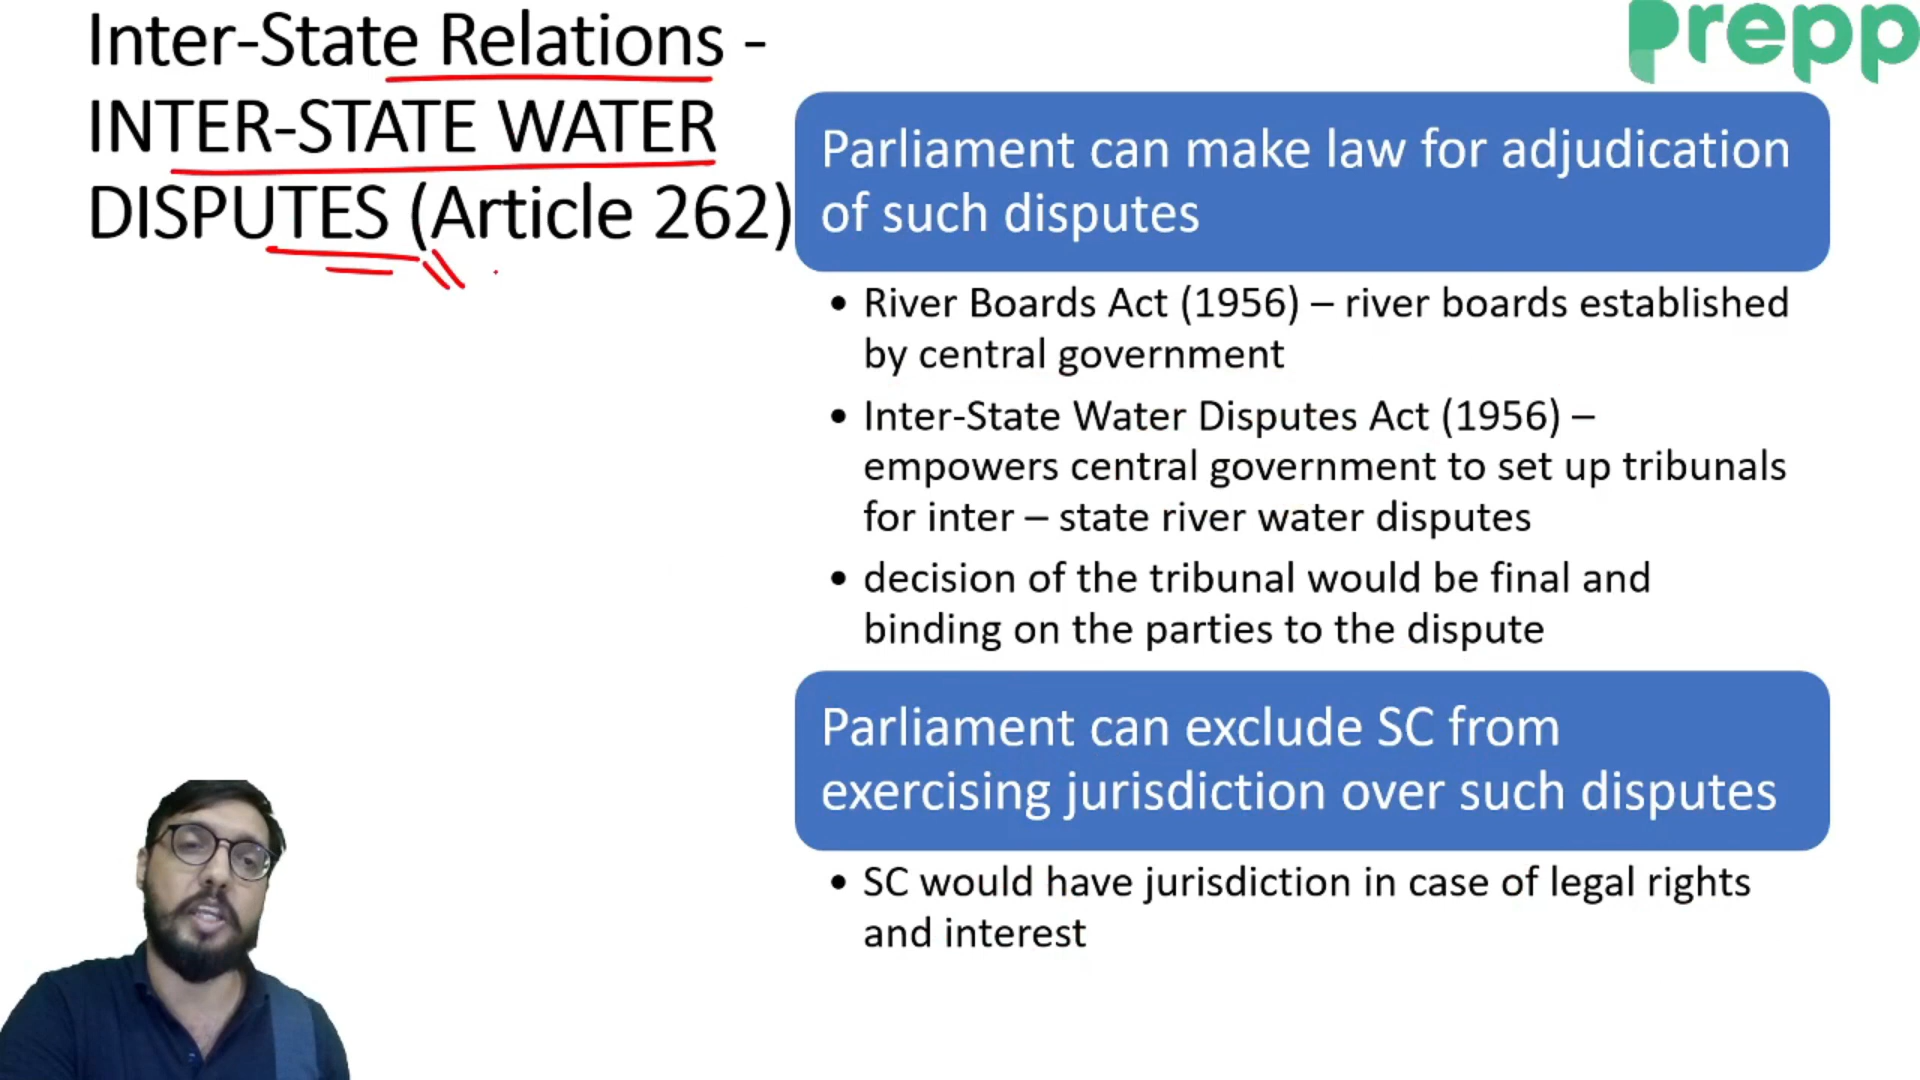 Inter-State Relations -
INTER-STATE WATER
DISPUTES (Article 262)
prepp
Parliament can make law for adjudication
of such disputes
• River Boards Act (1956) – river boards established
by central government
• Inter-State Water Disputes Act (1956) –
empowers central government to set up tribunals
for inter – state river water disputes
• decision of the tribunal would be final and
binding on the parties to the dispute
Parliament can exclude SC from
exercising jurisdiction over such disputes
• SC would have jurisdiction in case of legal rights
and interest